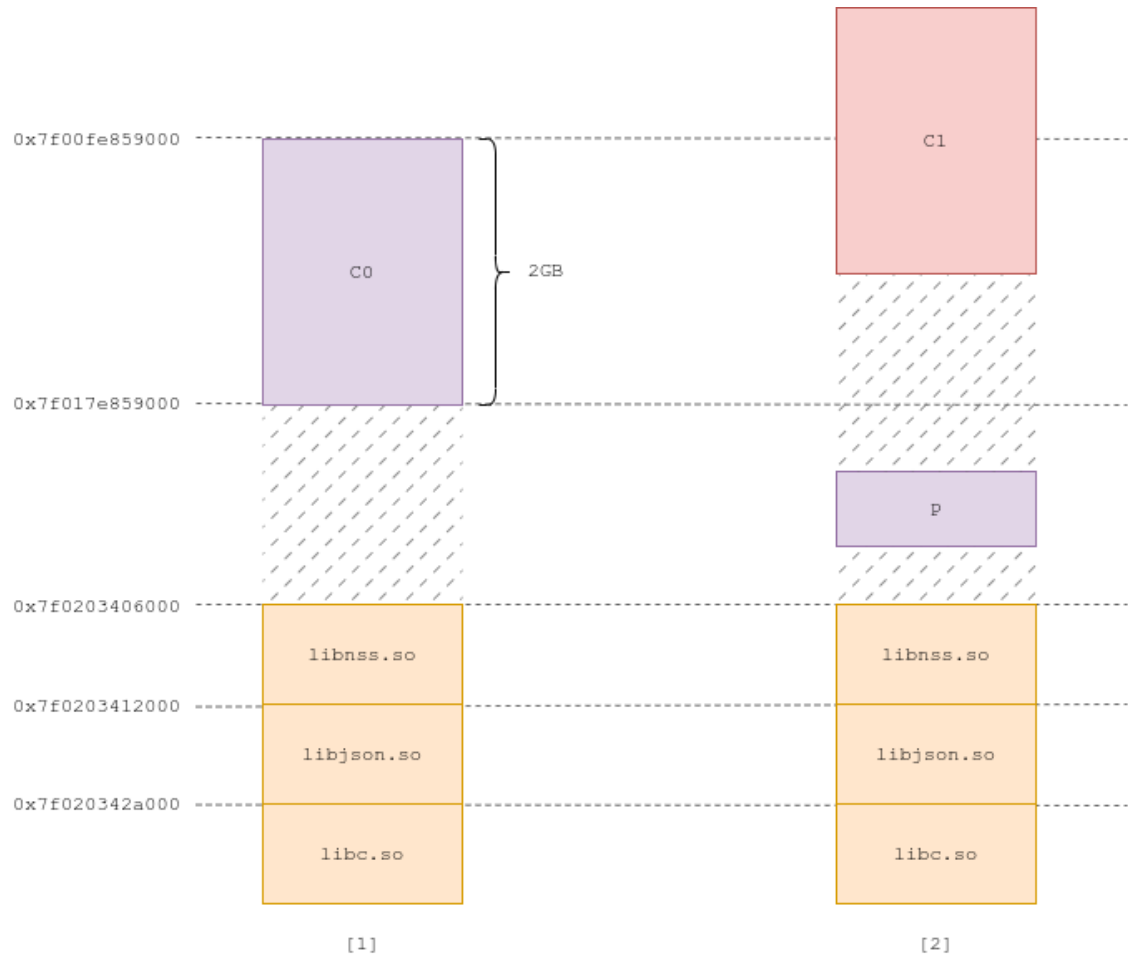 0x7f00fe859000
C1
C0
2GB
0x7f017e859000
p
0x7f0203406000
libnss.so
libnss.so
0x7f0203412000
libjson.so
libjson.so
0x7f020342a000
libc.so
libc.so
[1]
[2]